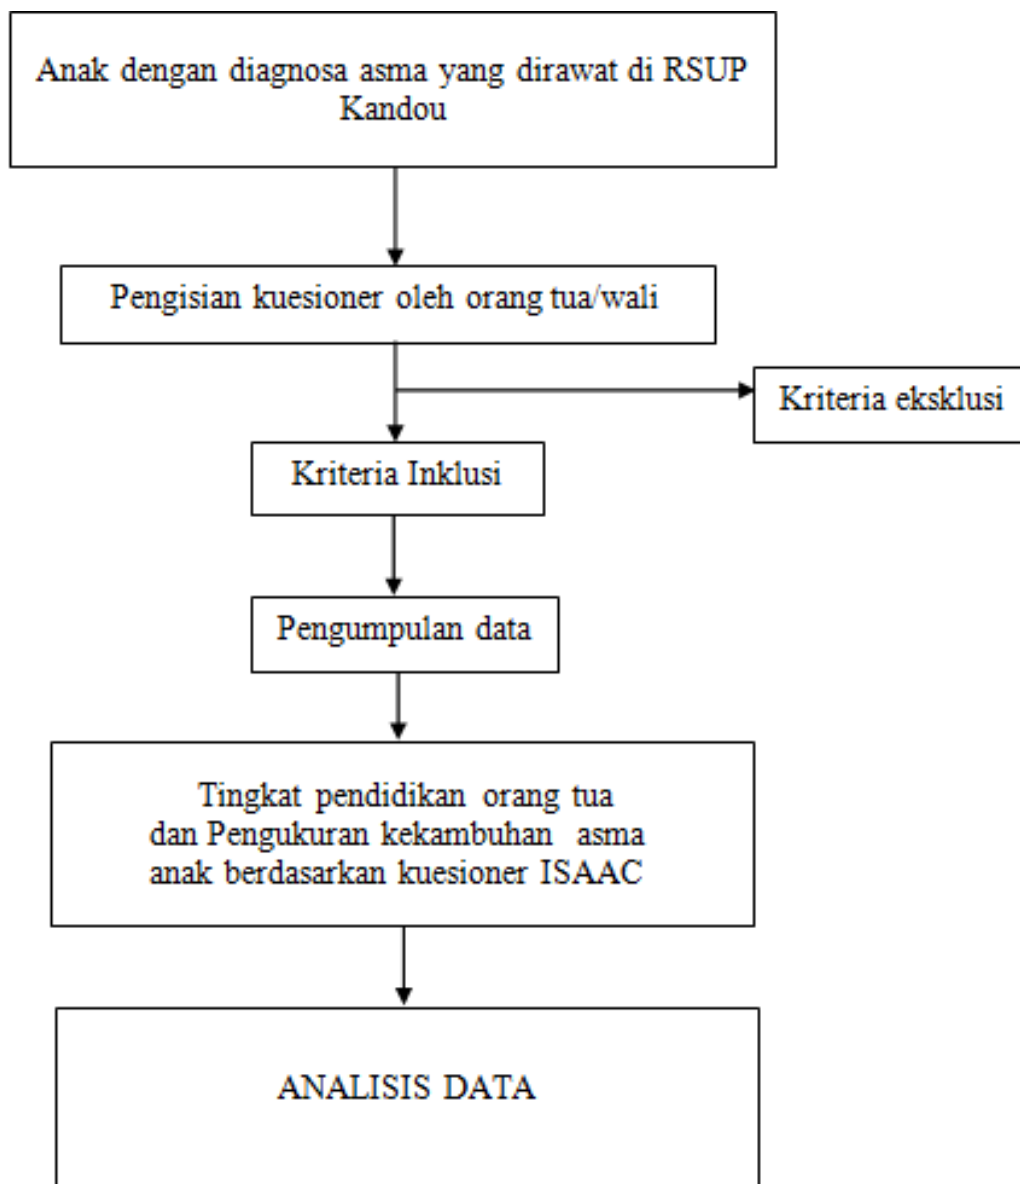 Anak dengan diagnosa asma yang dirawat di RSUP
Kandou
Pengisian kuesioner oleh orang tua/wali
Kriteria eksklusi
Kriteria Inklusi
Pengumpulan data
Tingkat pendidikan orang tua
dan Pengukuran kekambuhan asma
anak berdasarkan kuesioner ISAAC
ANALISIS DATA